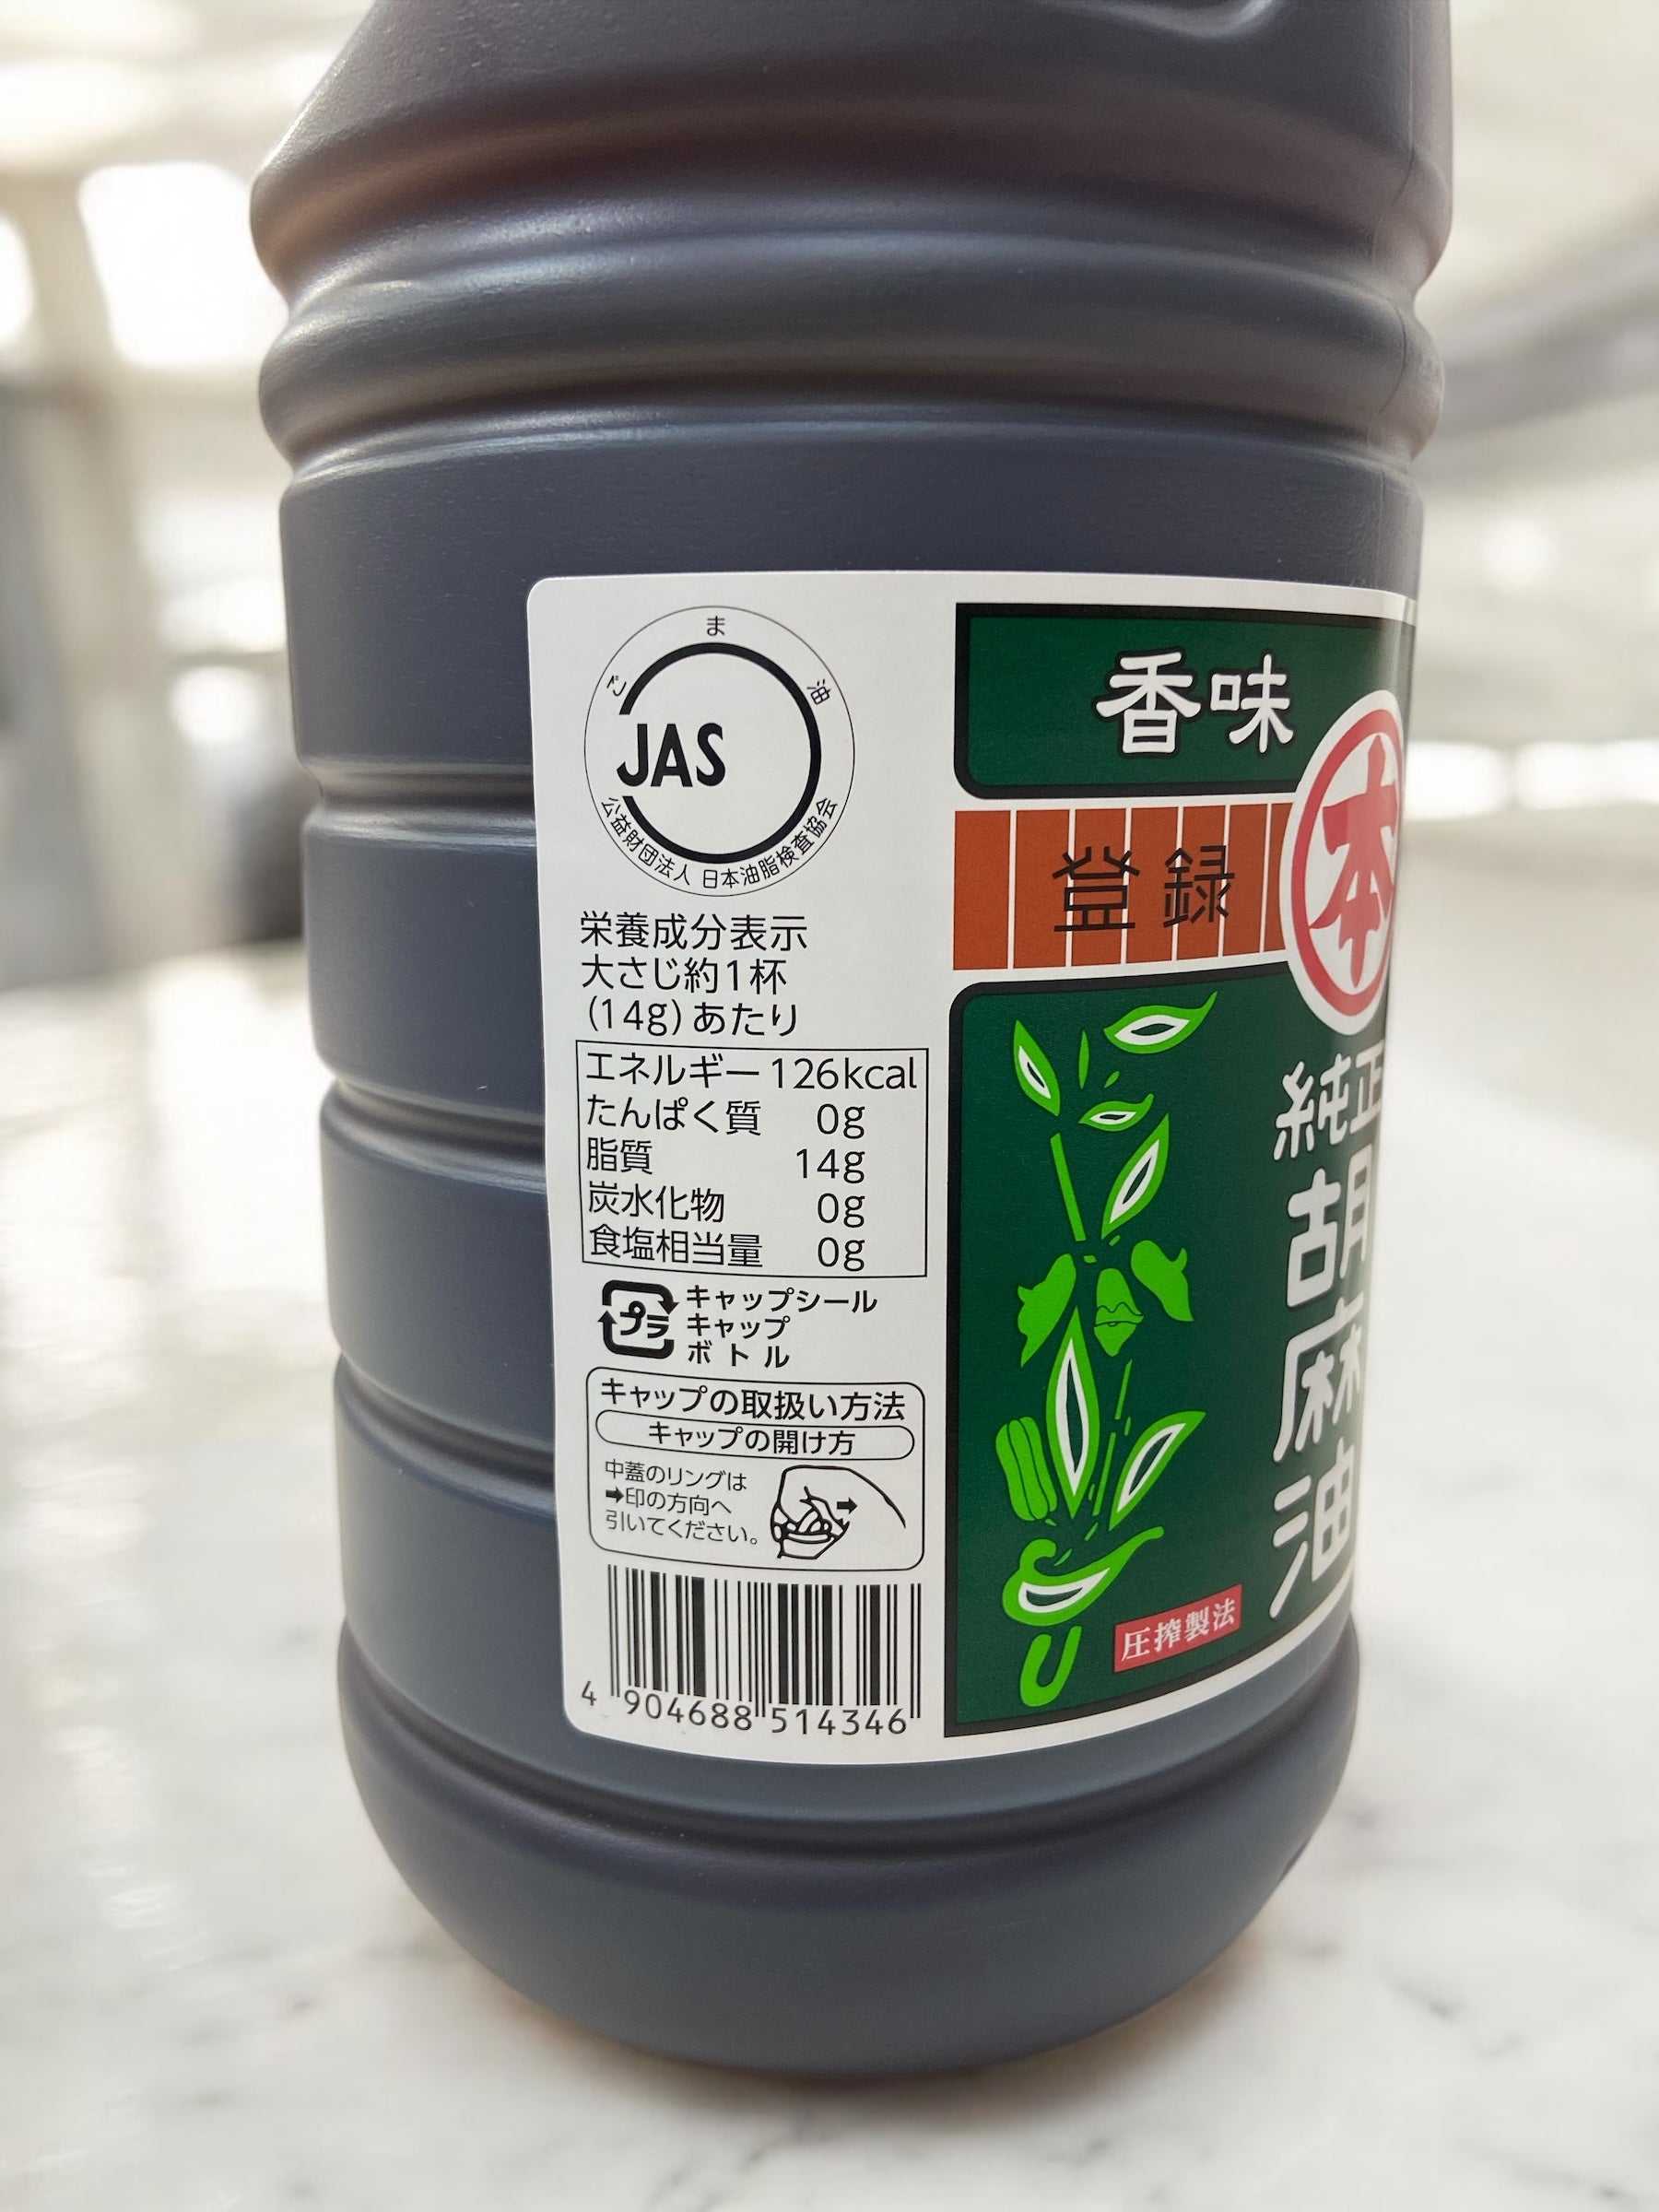 ごま油
JAS
公益財団法人 日本油脂検査協会
栄養成分表示
大さじ約1杯
(14g)あたり
エネルギー 126kcal
たんぱく質 0g
脂質 14g
炭水化物 0g
食塩相当量 0g
プラ
キャップシール
キャップ
ボトル
キャップの取扱い方法
キャップの開け方
中蓋のリングは
➡印の方向へ
引いてください。
4 904688 514346
香味
登録
本
純正
胡麻油
圧搾製法